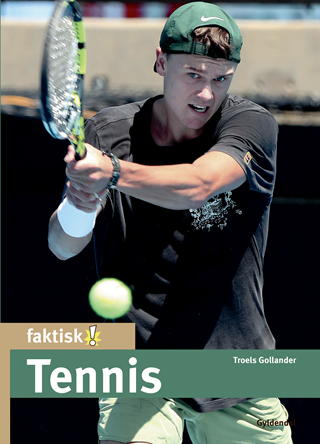 faktisk!
Troels Gollander
Tennis
Gyldendal